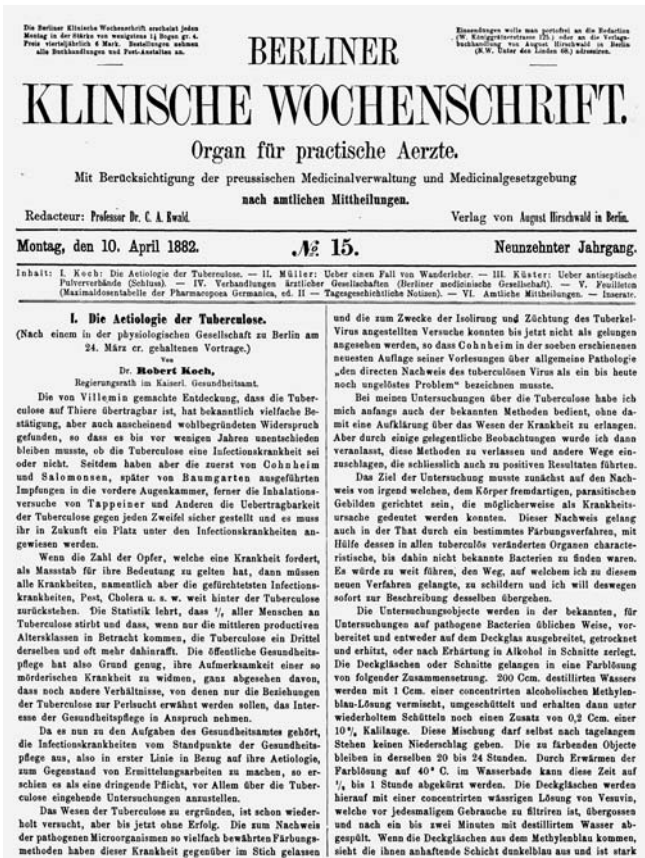 Die Berliner Klinische Wochenschrift erscheint jeden
Montag in der Stärke von wenigstens 1½ Bogen gr. 4.
Preis vierteljährlich 6 Mark. Bestellungen nehmen
alle Buchhandlungen und Post-Anstalten an.
Einsendungen wolle man portofrei an die Redaction
(W. Königgrätzerstrasse 125.) oder an die Verlags-
buchhandlung von August Hirschwald in Berlin
(N.W. Unter den Linden 68.) adressiren.
BERLINER
KLINISCHE WOCHENSCHRIFT.
Organ für practische Aerzte.
Mit Berücksichtigung der preussischen Medicinalverwaltung und Medicinalgesetzgebung
nach amtlichen Mittheilungen.
Redacteur: Professor Dr. C. A. Ewald.
Verlag von August Hirschwald in Berlin.
Montag, den 10. April 1882.
№ 15.
Neunzehnter Jahrgang.
Inhalt: I. Koch: Die Aetiologie der Tuberculose. — II. Müller: Ueber einen Fall von Wanderleber. — III. Küster: Ueber antiseptische
Pulververbände (Schluss). — IV. Verhandlungen ärztlicher Gesellschaften (Berliner medicinische Gesellschaft). — V. Feuilleton
(Maximaldosentabelle der Pharmacopoea Germanica, ed. II — Tagesgeschichtliche Notizen). — VI. Amtliche Mittheilungen. — Inserate.
I. Die Aetiologie der Tuberculose.
(Nach einem in der physiologischen Gesellschaft zu Berlin am
24. März cr. gehaltenen Vortrage.)
Von
Dr. Robert Koch,
Regierungsrath im Kaiserl. Gesundheitsamt.
Die von Villemin gemachte Entdeckung, dass die Tuber-
culose auf Thiere übertragbar ist, hat bekanntlich vielfache Be-
stätigung, aber auch anscheinend wohlbegründeten Widerspruch
gefunden, so dass es bis vor wenigen Jahren unentschieden
bleiben musste, ob die Tuberculose eine Infectionskrankheit sei
oder nicht. Seitdem haben aber die zuerst von Cohnheim
und Salomonsen, später von Baumgarten ausgeführten
Impfungen in die vordere Augenkammer, ferner die Inhalations-
versuche von Tappeiner und Anderen die Uebertragbarkeit
der Tuberculose gegen jeden Zweifel sicher gestellt und es muss
ihr in Zukunft ein Platz unter den Infectionskrankheiten an-
gewiesen werden.
Wenn die Zahl der Opfer, welche eine Krankheit fordert,
als Massstab für ihre Bedeutung zu gelten hat, dann müssen
alle Krankheiten, namentlich aber die gefürchtetsten Infections-
krankheiten, Pest, Cholera u. s. w. weit hinter der Tuberculose
zurückstehen. Die Statistik lehrt, dass ¹/₇ aller Menschen an
Tuberculose stirbt und dass, wenn nur die mittleren productiven
Altersklassen in Betracht kommen, die Tuberculose ein Drittel
derselben und oft mehr dahinrafft. Die öffentliche Gesundheits-
pflege hat also Grund genug, ihre Aufmerksamkeit einer so
mörderischen Krankheit zu widmen, ganz abgesehen davon,
dass noch andere Verhältnisse, von denen nur die Beziehungen
der Tuberculose zur Perlsucht erwähnt werden sollen, das Inter-
esse der Gesundheitspflege in Anspruch nehmen.
Da es nun zu den Aufgaben des Gesundheitsamtes gehört,
die Infectionskrankheiten vom Standpunkte der Gesundheits-
pflege aus, also in erster Linie in Bezug auf ihre Aetiologie,
zum Gegenstand von Ermittelungsarbeiten zu machen, so er-
schien es als eine dringende Pflicht, vor Allem über die Tuber-
culose eingehende Untersuchungen anzustellen.
Das Wesen der Tuberculose zu ergründen, ist schon wieder-
holt versucht, aber bis jetzt ohne Erfolg. Die zum Nachweise
der pathogenen Microorganismen so vielfach bewährten Färbungs-
methoden haben dieser Krankheit gegenüber im Stich gelassen
und die zum Zwecke der Isolirung und Züchtung des Tuberkel-
Virus angestellten Versuche konnten bis jetzt nicht als gelungen
angesehen werden, so dass Cohnheim in der soeben erschienenen
neuesten Auflage seiner Vorlesungen über allgemeine Pathologie
„den directen Nachweis des tuberculösen Virus als ein bis heute
noch ungelöstes Problem“ bezeichnen musste.
Bei meinen Untersuchungen über die Tuberculose habe ich
mich anfangs auch der bekannten Methoden bedient, ohne da-
mit eine Aufklärung über das Wesen der Krankheit zu erlangen.
Aber durch einige gelegentliche Beobachtungen wurde ich dann
veranlasst, diese Methoden zu verlassen und andere Wege ein-
zuschlagen, die schliesslich auch zu positiven Resultaten führten.
Das Ziel der Untersuchung musste zunächst auf den Nach-
weis von irgend welchen, dem Körper fremdartigen, parasitischen
Gebilden gerichtet sein, die möglicherweise als Krankheits-
ursache gedeutet werden konnten. Dieser Nachweis gelang
auch in der That durch ein bestimmtes Färbungsverfahren, mit
Hülfe dessen in allen tuberculös veränderten Organen characte-
ristische, bis dahin nicht bekannte Bacterien zu finden waren.
Es würde zu weit führen, den Weg, auf welchem ich zu diesem
neuen Verfahren gelangte, zu schildern und ich will deswegen
sofort zur Beschreibung desselben übergehen.
Die Untersuchungsobjecte werden in der bekannten, für
Untersuchungen auf pathogene Bacterien üblichen Weise, vor-
bereitet und entweder auf dem Deckglas ausgebreitet, getrocknet
und erhitzt, oder nach Erhärtung in Alkohol in Schnitte zerlegt.
Die Deckgläschen oder Schnitte gelangen in eine Farblösung
von folgender Zusammensetzung. 200 Ccm. destillirten Wassers
werden mit 1 Ccm. einer concentrirten alcoholischen Methylen-
blau-Lösung vermischt, umgeschüttelt und erhalten dann unter
wiederholtem Schütteln noch einen Zusatz von 0,2 Ccm. einer
10% Kalilauge. Diese Mischung darf selbst nach tagelangem
Stehen keinen Niederschlag geben. Die zu färbenden Objecte
bleiben in derselben 20 bis 24 Stunden. Durch Erwärmen der
Farblösung auf 40° C. im Wasserbade kann diese Zeit auf
½ bis 1 Stunde abgekürzt werden. Die Deckgläschen werden
hierauf mit einer concentrirten wässrigen Lösung von Vesuvin,
welche vor jedesmaligem Gebrauche zu filtriren ist, übergossen
und nach ein bis zwei Minuten mit destillirtem Wasser ab-
gespült. Wenn die Deckgläschen aus dem Methylenblau kommen,
sieht die ihnen anhaftende Schicht dunkelblau aus und ist stark